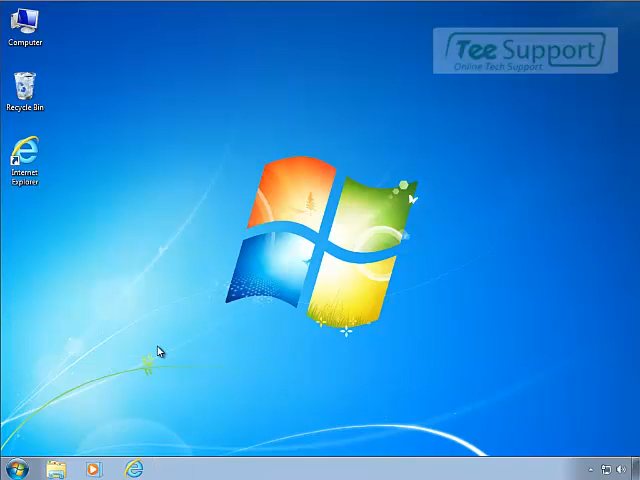 Computer
Recycle Bin
Internet
Explorer
Tee Support
Online Tech Support